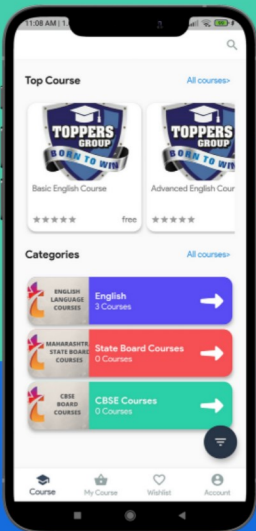 11:08 AM | 1.
Top Course
All courses>
TOPPERS
GROUP
BORN TO WIN
TOPPERS
GROUP
BORN TO WIN
Basic English Course
Advanced English Cour
free
Categories
All courses>
ENGLISH
LANGUAGE
COURSES
English
3 Courses
MAHARASHTR
STATE BOARD
COURSES
State Board Courses
0 Courses
CBSE
BOARD
COURSES
CBSE Courses
0 Courses
Course
My Course
Wishlist
Account